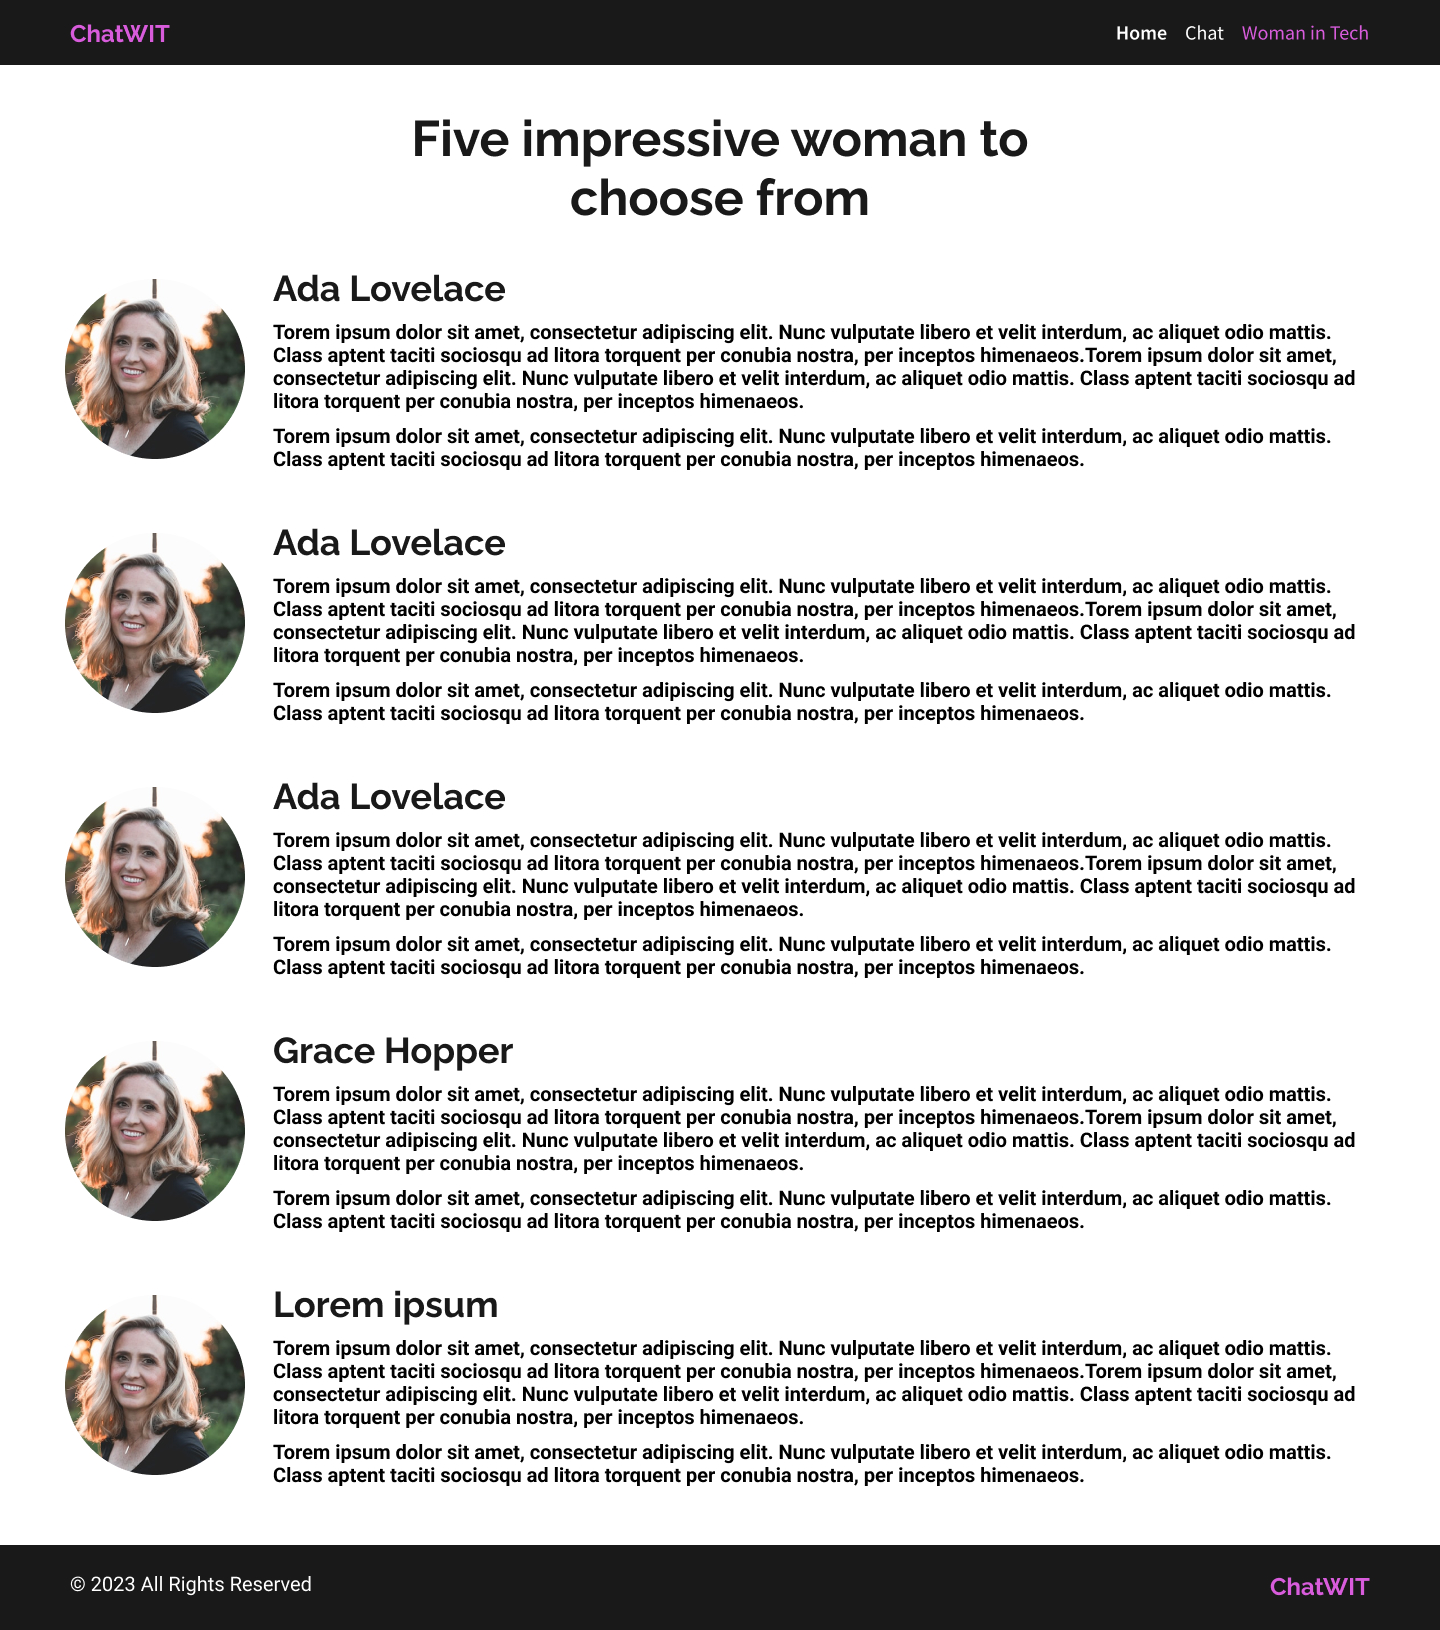 ChatWIT
Home Chat Woman in Tech
Five impressive woman to
choose from
Ada Lovelace
Torem ipsum dolor sit amet, consectetur adipiscing elit. Nunc vulputate libero et velit interdum, ac aliquet odio mattis.
Class aptent taciti sociosqu ad litora torquent per conubia nostra, per inceptos himenaeos.Torem ipsum dolor sit amet,
consectetur adipiscing elit. Nunc vulputate libero et velit interdum, ac aliquet odio mattis. Class aptent taciti sociosqu ad
litora torquent per conubia nostra, per inceptos himenaeos.
Torem ipsum dolor sit amet, consectetur adipiscing elit. Nunc vulputate libero et velit interdum, ac aliquet odio mattis.
Class aptent taciti sociosqu ad litora torquent per conubia nostra, per inceptos himenaeos.
Ada Lovelace
Torem ipsum dolor sit amet, consectetur adipiscing elit. Nunc vulputate libero et velit interdum, ac aliquet odio mattis.
Class aptent taciti sociosqu ad litora torquent per conubia nostra, per inceptos himenaeos.Torem ipsum dolor sit amet,
consectetur adipiscing elit. Nunc vulputate libero et velit interdum, ac aliquet odio mattis. Class aptent taciti sociosqu ad
litora torquent per conubia nostra, per inceptos himenaeos.
Torem ipsum dolor sit amet, consectetur adipiscing elit. Nunc vulputate libero et velit interdum, ac aliquet odio mattis.
Class aptent taciti sociosqu ad litora torquent per conubia nostra, per inceptos himenaeos.
Ada Lovelace
Torem ipsum dolor sit amet, consectetur adipiscing elit. Nunc vulputate libero et velit interdum, ac aliquet odio mattis.
Class aptent taciti sociosqu ad litora torquent per conubia nostra, per inceptos himenaeos.Torem ipsum dolor sit amet,
consectetur adipiscing elit. Nunc vulputate libero et velit interdum, ac aliquet odio mattis. Class aptent taciti sociosqu ad
litora torquent per conubia nostra, per inceptos himenaeos.
Torem ipsum dolor sit amet, consectetur adipiscing elit. Nunc vulputate libero et velit interdum, ac aliquet odio mattis.
Class aptent taciti sociosqu ad litora torquent per conubia nostra, per inceptos himenaeos.
Grace Hopper
Torem ipsum dolor sit amet, consectetur adipiscing elit. Nunc vulputate libero et velit interdum, ac aliquet odio mattis.
Class aptent taciti sociosqu ad litora torquent per conubia nostra, per inceptos himenaeos.Torem ipsum dolor sit amet,
consectetur adipiscing elit. Nunc vulputate libero et velit interdum, ac aliquet odio mattis. Class aptent taciti sociosqu ad
litora torquent per conubia nostra, per inceptos himenaeos.
Torem ipsum dolor sit amet, consectetur adipiscing elit. Nunc vulputate libero et velit interdum, ac aliquet odio mattis.
Class aptent taciti sociosqu ad litora torquent per conubia nostra, per inceptos himenaeos.
Lorem ipsum
Torem ipsum dolor sit amet, consectetur adipiscing elit. Nunc vulputate libero et velit interdum, ac aliquet odio mattis.
Class aptent taciti sociosqu ad litora torquent per conubia nostra, per inceptos himenaeos.Torem ipsum dolor sit amet,
consectetur adipiscing elit. Nunc vulputate libero et velit interdum, ac aliquet odio mattis. Class aptent taciti sociosqu ad
litora torquent per conubia nostra, per inceptos himenaeos.
Torem ipsum dolor sit amet, consectetur adipiscing elit. Nunc vulputate libero et velit interdum, ac aliquet odio mattis.
Class aptent taciti sociosqu ad litora torquent per conubia nostra, per inceptos himenaeos.
© 2023 All Rights Reserved
ChatWIT